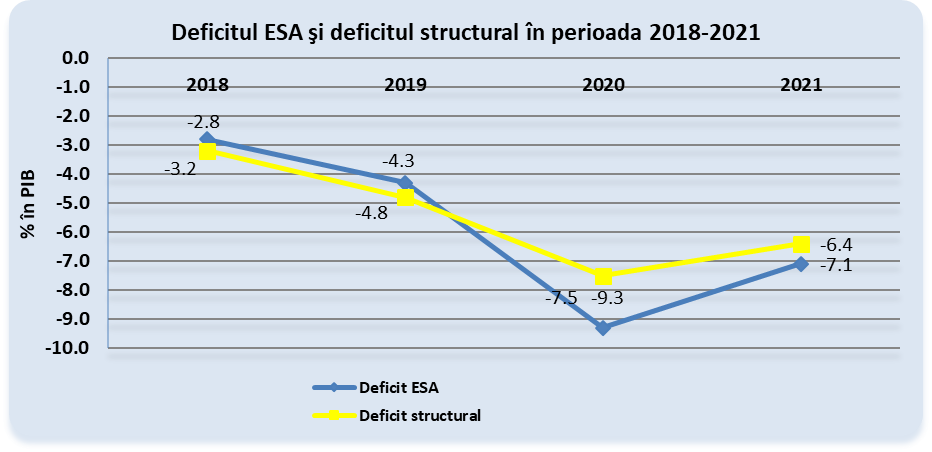 Deficitul ESA şi deficitul structural în perioada 2018-2021
% în PIB
0.0
-1.0
-2.0
-3.0
-4.0
-5.0
-6.0
-7.0
-8.0
-9.0
-10.0
2018 2019 2020 2021
-2.8 -4.3 -9.3 -7.1
-3.2 -4.8 -7.5 -6.4
Deficit ESA
Deficit structural